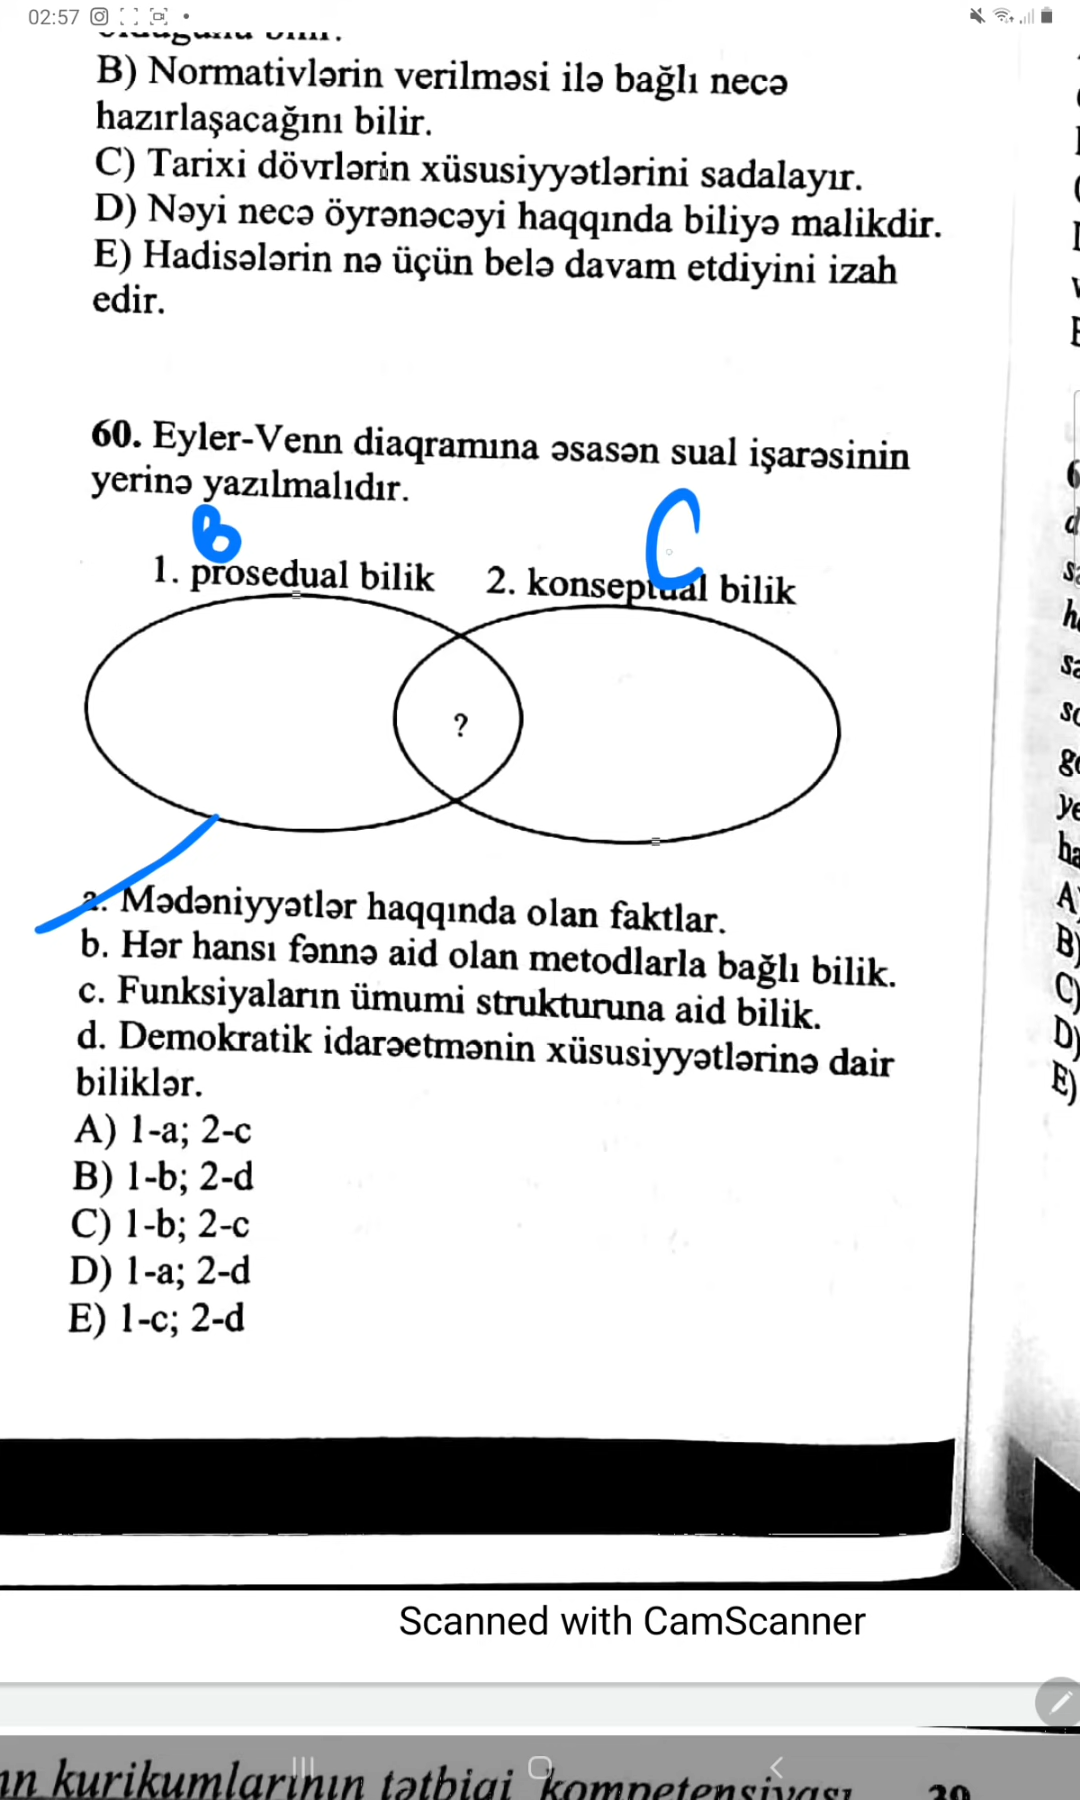 02:57
B) Normativlərin verilməsi ilə bağlı necə
hazırlaşacağını bilir.
C) Tarixi dövrlərin xüsusiyyətlərini sadalayır.
D) Nəyi necə öyrənəcəyi haqqında biliyə malikdir.
E) Hadisələrin nə üçün belə davam etdiyini izah
edir.
60. Eyler-Venn diaqramına əsasən sual işarəsinin
yerinə yazılmalıdır.
B C
1. prosedual bilik 2. konseptual bilik
?
a. Mədəniyyətlər haqqında olan faktlar.
b. Hər hansı fənnə aid olan metodlarla bağlı bilik.
c. Funksiyaların ümumi strukturuna aid bilik.
d. Demokratik idarəetmənin xüsusiyyətlərinə dair
biliklər.
A) 1-a; 2-c
B) 1-b; 2-d
C) 1-b; 2-c
D) 1-a; 2-d
E) 1-c; 2-d
A)
B)
C)
D)
E)
Scanned with CamScanner
kurikumlarının tətbiqi kompetensiyası